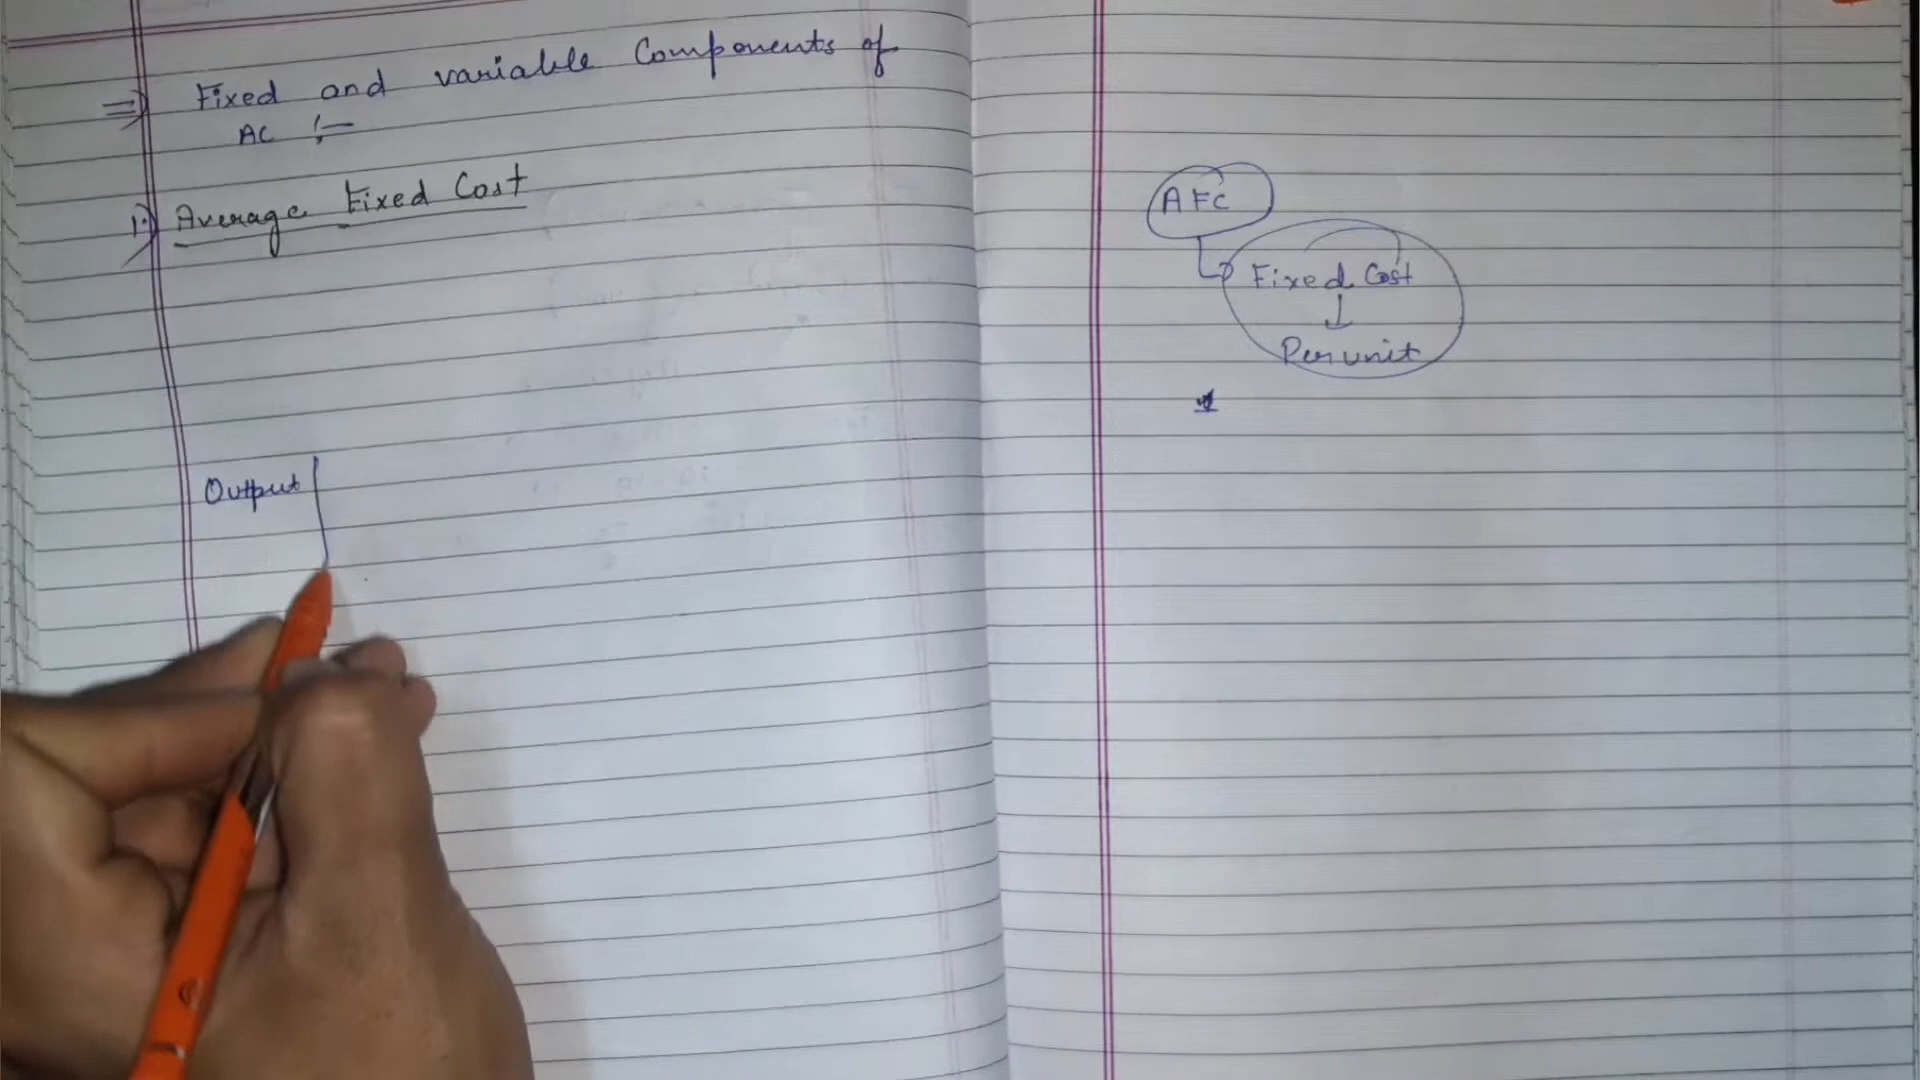 => Fixed and variable Components of
AC :-
1.) Average Fixed Cost
Output
AFC
Fixed Cost
↓
Per unit